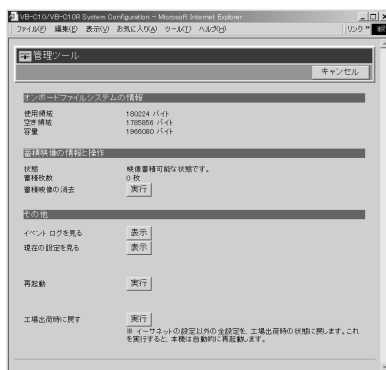 VB-C10/VB-C10R System Configuration - Microsoft Internet Explorer
ファイル(F) 編集(E) 表示(V) お気に入り(A) ツール(T) ヘルプ(H) リンク »
管理ツール
キャンセル
オンボードファイルシステムの情報
使用領域 180224 バイト
空き領域 1785856 バイト
容量 1966080 バイト
蓄積映像の情報と操作
状態 映像蓄積可能な状態です。
蓄積枚数 0 枚
蓄積映像の消去 実行
その他
イベント ログを見る 表示
現在の設定を見る 表示
再起動 実行
工場出荷時に戻す 実行
※ イーサネットの設定以外の全設定を、工場出荷時の状態に戻します。これ
を実行すると、本機は自動的に再起動します。